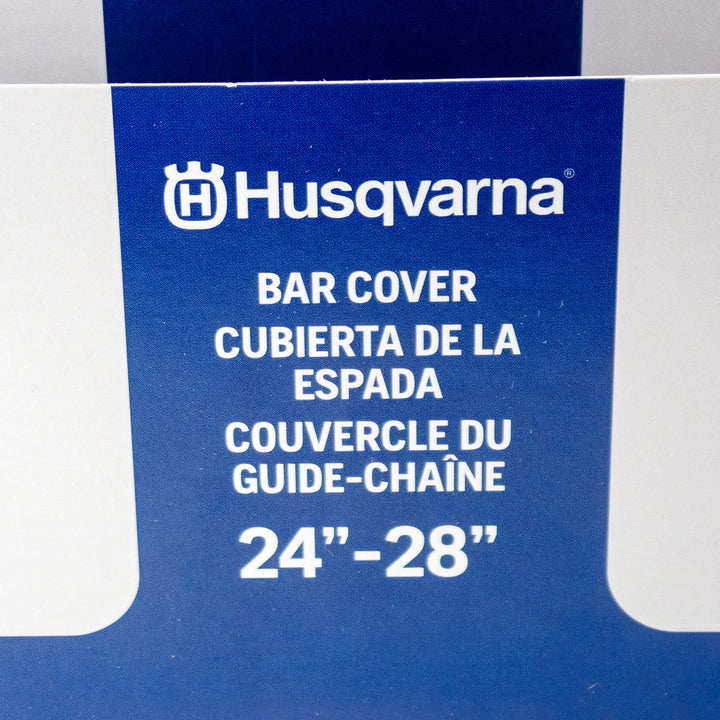 Husqvarna®
BAR COVER
CUBIERTA DE LA
ESPADA
COUVERCLE DU
GUIDE-CHAÎNE
24”-28”